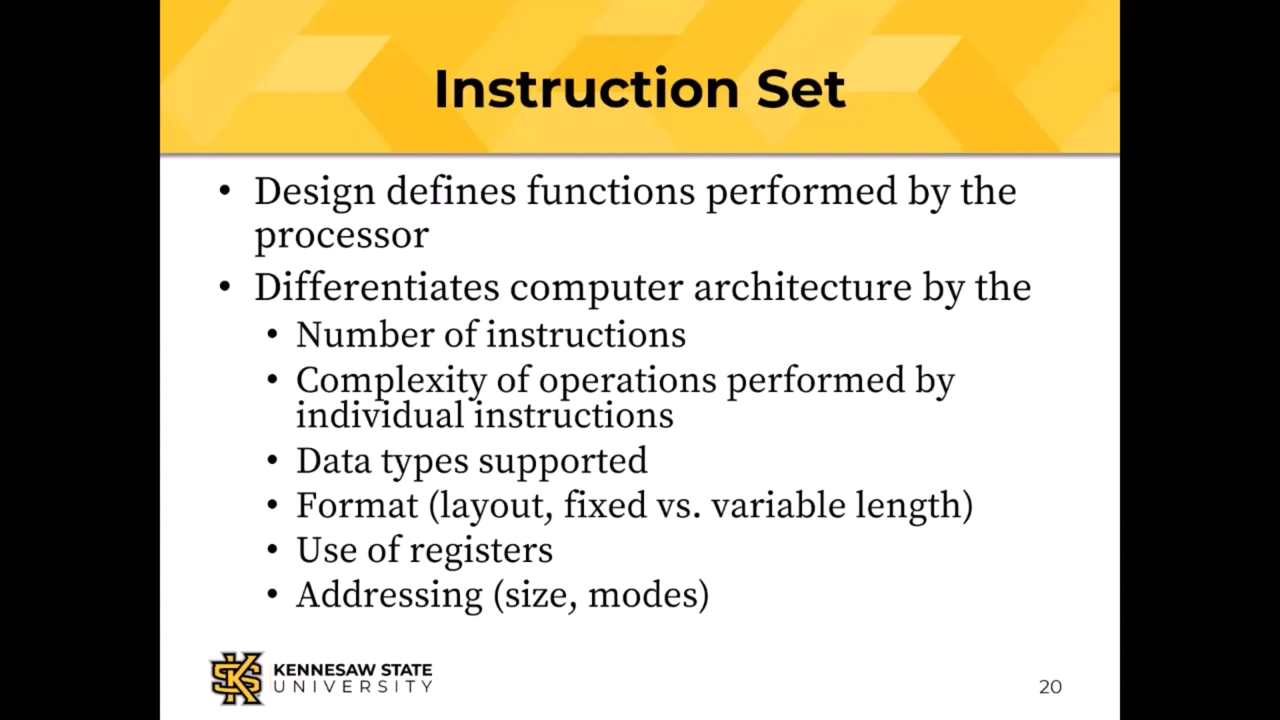 Instruction Set
• Design defines functions performed by the
processor
• Differentiates computer architecture by the
• Number of instructions
• Complexity of operations performed by
individual instructions
• Data types supported
• Format (layout, fixed vs. variable length)
• Use of registers
• Addressing (size, modes)
KENNESAW STATE
UNIVERSITY
20